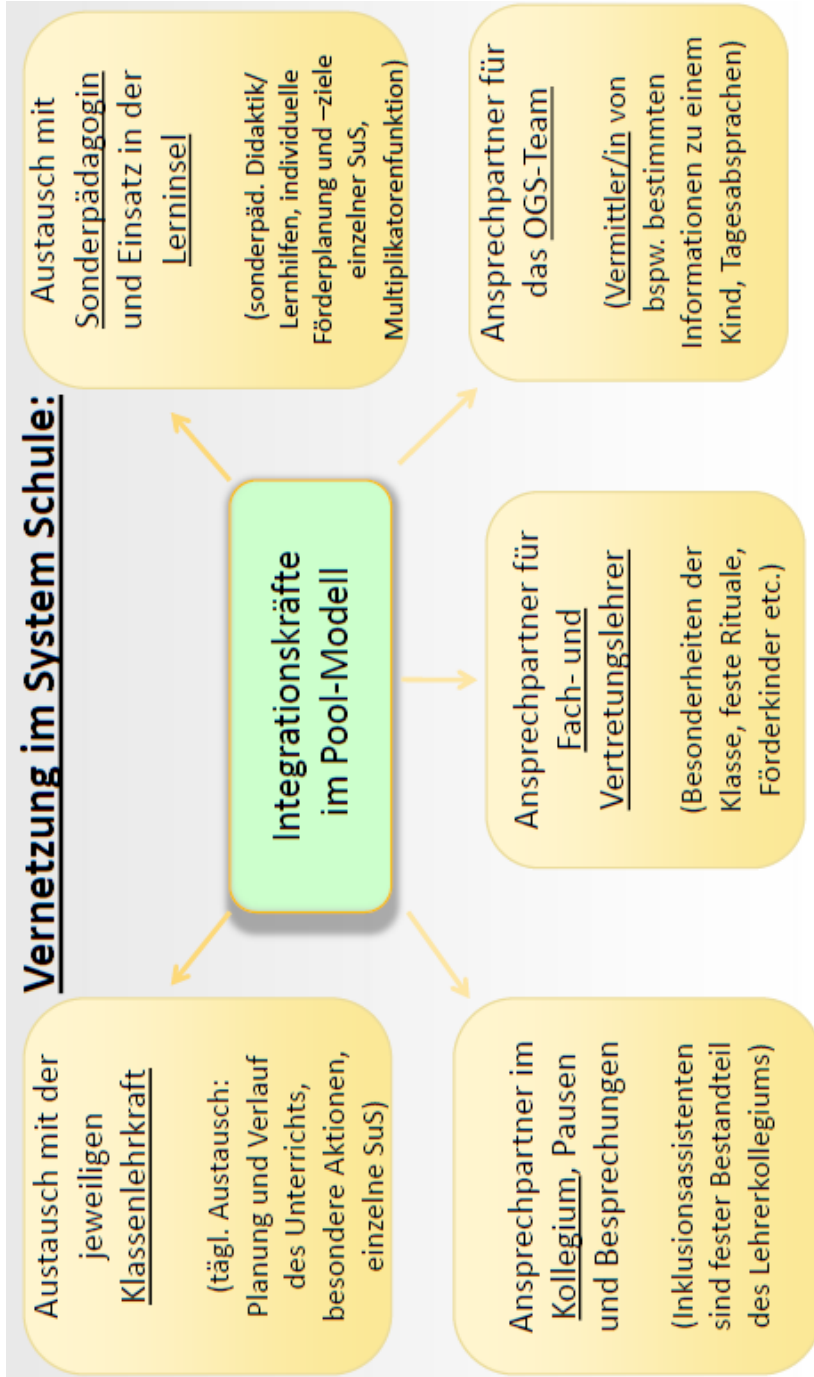 Vernetzung im System Schule:
Austausch mit der
jeweiligen
Klassenlehrkraft
(tägl. Austausch:
Planung und Verlauf
des Unterrichts,
besondere Aktionen,
einzelne SuS)
Integrationskräfte
im Pool-Modell
Austausch mit
Sonderpädagogin
und Einsatz in der
Lerninsel
(sonderpäd. Didaktik/
Lernhilfen, individuelle
Förderplanung und –ziele
einzelner SuS,
Multiplikatorenfunktion)
Ansprechpartner im
Kollegium, Pausen
und Besprechungen
(Inklusionsassistenten
sind fester Bestandteil
des Lehrerkollegiums)
Ansprechpartner für
Fach- und
Vertretungslehrer
(Besonderheiten der
Klasse, feste Rituale,
Förderkinder etc.)
Ansprechpartner für
das OGS-Team
(Vermittler/in von
bspw. bestimmten
Informationen zu einem
Kind, Tagesabsprachen)